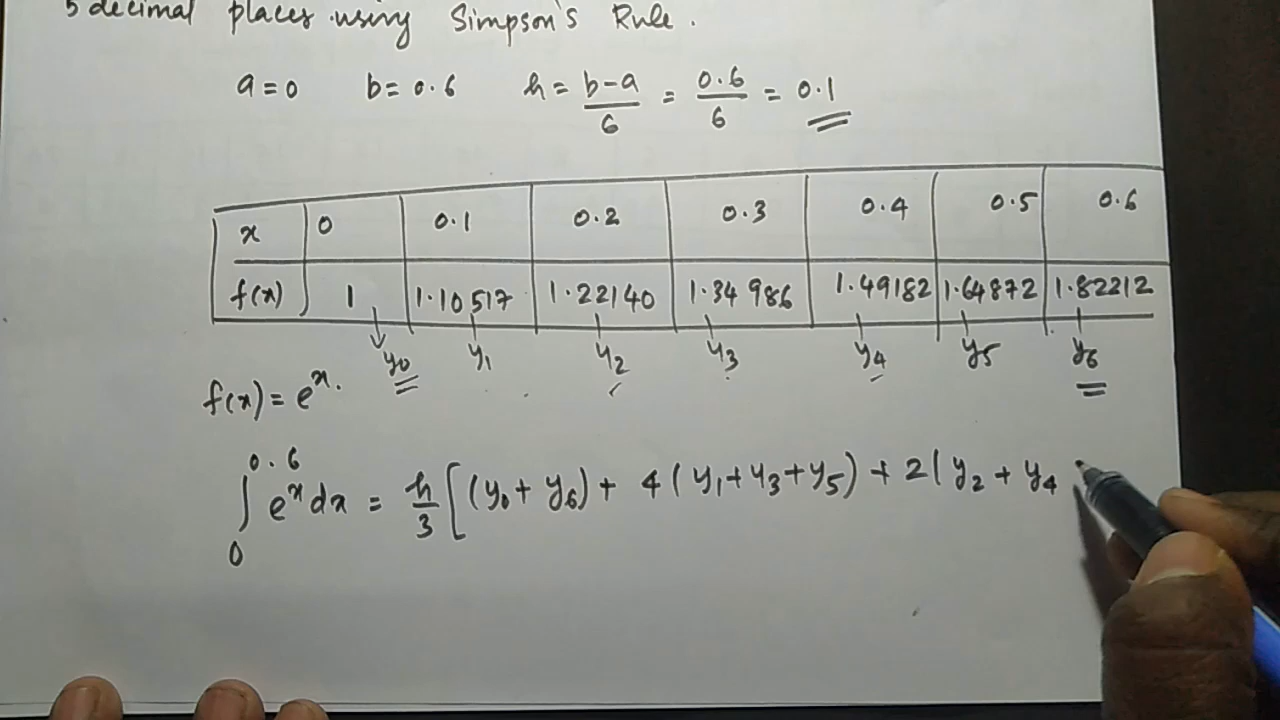 5 decimal places using Simpson's Rule.
a=0 b=0.6 h= b-a/6 = 0.6/6 = 0.1
x 0 0.1 0.2 0.3 0.4 0.5 0.6
f(x) 1 1.10517 1.22140 1.34986 1.49182 1.64872 1.82212
y₀ y₁ y₂ y₃ y₄ y₅ y₆
f(x) = eˣ.
∫₀^0.6 eˣ dx = h/3 [(y₀+ y₆) + 4(y₁+y₃+y₅) + 2(y₂ + y₄